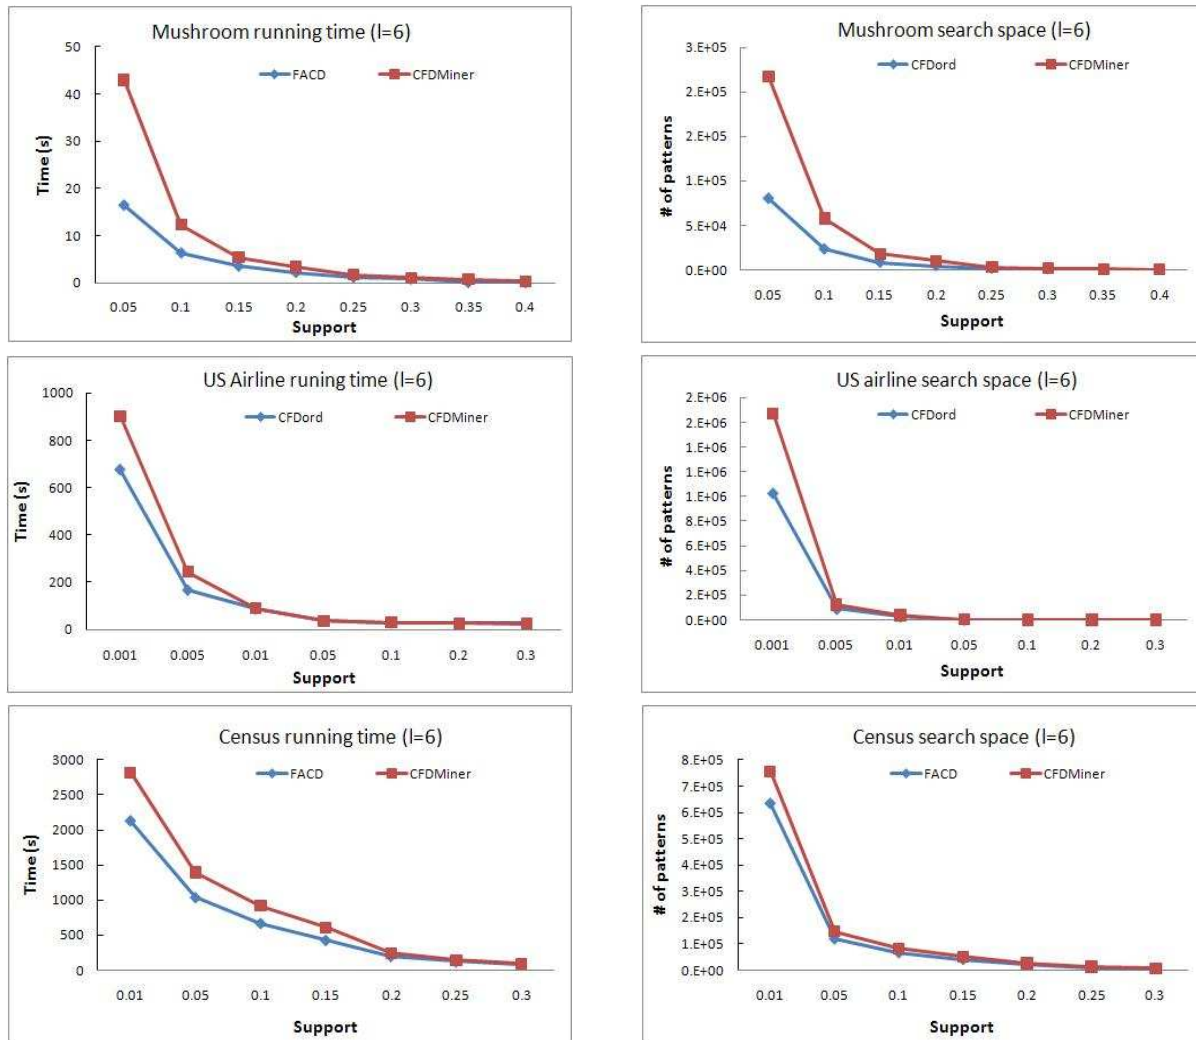 Mushroom running time (l=6)
FACD CFDMiner
50
40
30
20
10
0
Time (s)
0.05 0.1 0.15 0.2 0.25 0.3 0.35 0.4
Support
Mushroom search space (l=6)
CFDord CFDMiner
3.E+05
2.E+05
2.E+05
1.E+05
5.E+04
0.E+00
# of patterns
0.05 0.1 0.15 0.2 0.25 0.3 0.35 0.4
Support
US Airline runing time (l=6)
CFDord CFDMiner
1000
800
600
400
200
0
Time (s)
0.001 0.005 0.01 0.05 0.1 0.2 0.3
Support
US airline search space (l=6)
CFDord CFDMiner
2.E+06
2.E+06
1.E+06
1.E+06
1.E+06
8.E+05
6.E+05
4.E+05
2.E+05
0.E+00
# of patterns
0.001 0.005 0.01 0.05 0.1 0.2 0.3
Support
Census running time (l=6)
FACD CFDMiner
3000
2500
2000
1500
1000
500
0
Time (s)
0.01 0.05 0.1 0.15 0.2 0.25 0.3
Support
Census search space (l=6)
FACD CFDMiner
8.E+05
7.E+05
6.E+05
5.E+05
4.E+05
3.E+05
2.E+05
1.E+05
0.E+00
# of patterns
0.01 0.05 0.1 0.15 0.2 0.25 0.3
Support